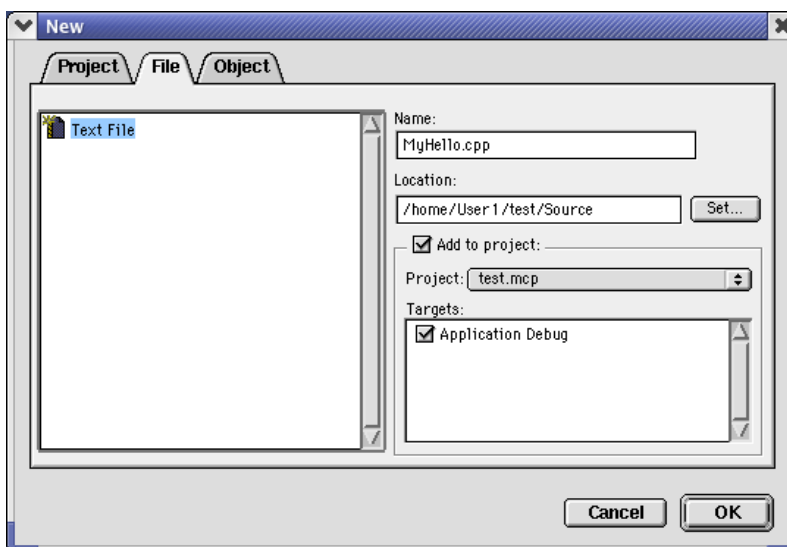 New
Project File Object
Text File
Name:
MyHello.cpp
Location:
/home/User1/test/Source
Set...
Add to project:
Project: test.mcp
Targets:
Application Debug
Cancel OK